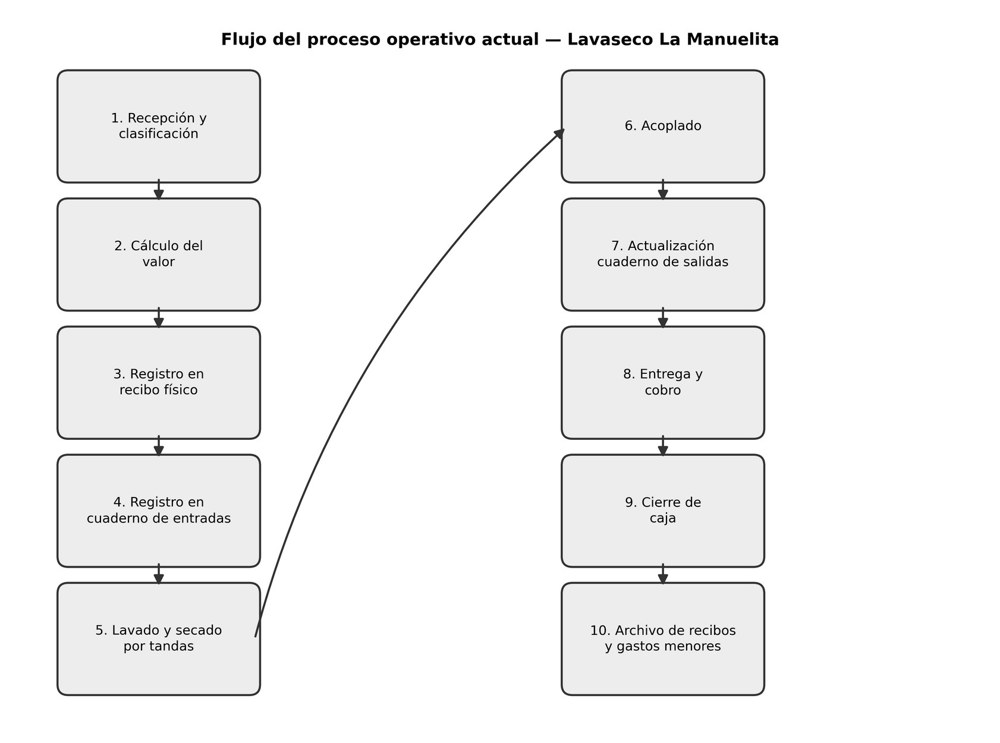 Flujo del proceso operativo actual — Lavaseco La Manuelita
1. Recepción y
clasificación
2. Cálculo del
valor
3. Registro en
recibo físico
4. Registro en
cuaderno de entradas
5. Lavado y secado
por tandas
6. Acoplado
7. Actualización
cuaderno de salidas
8. Entrega y
cobro
9. Cierre de
caja
10. Archivo de recibos
y gastos menores